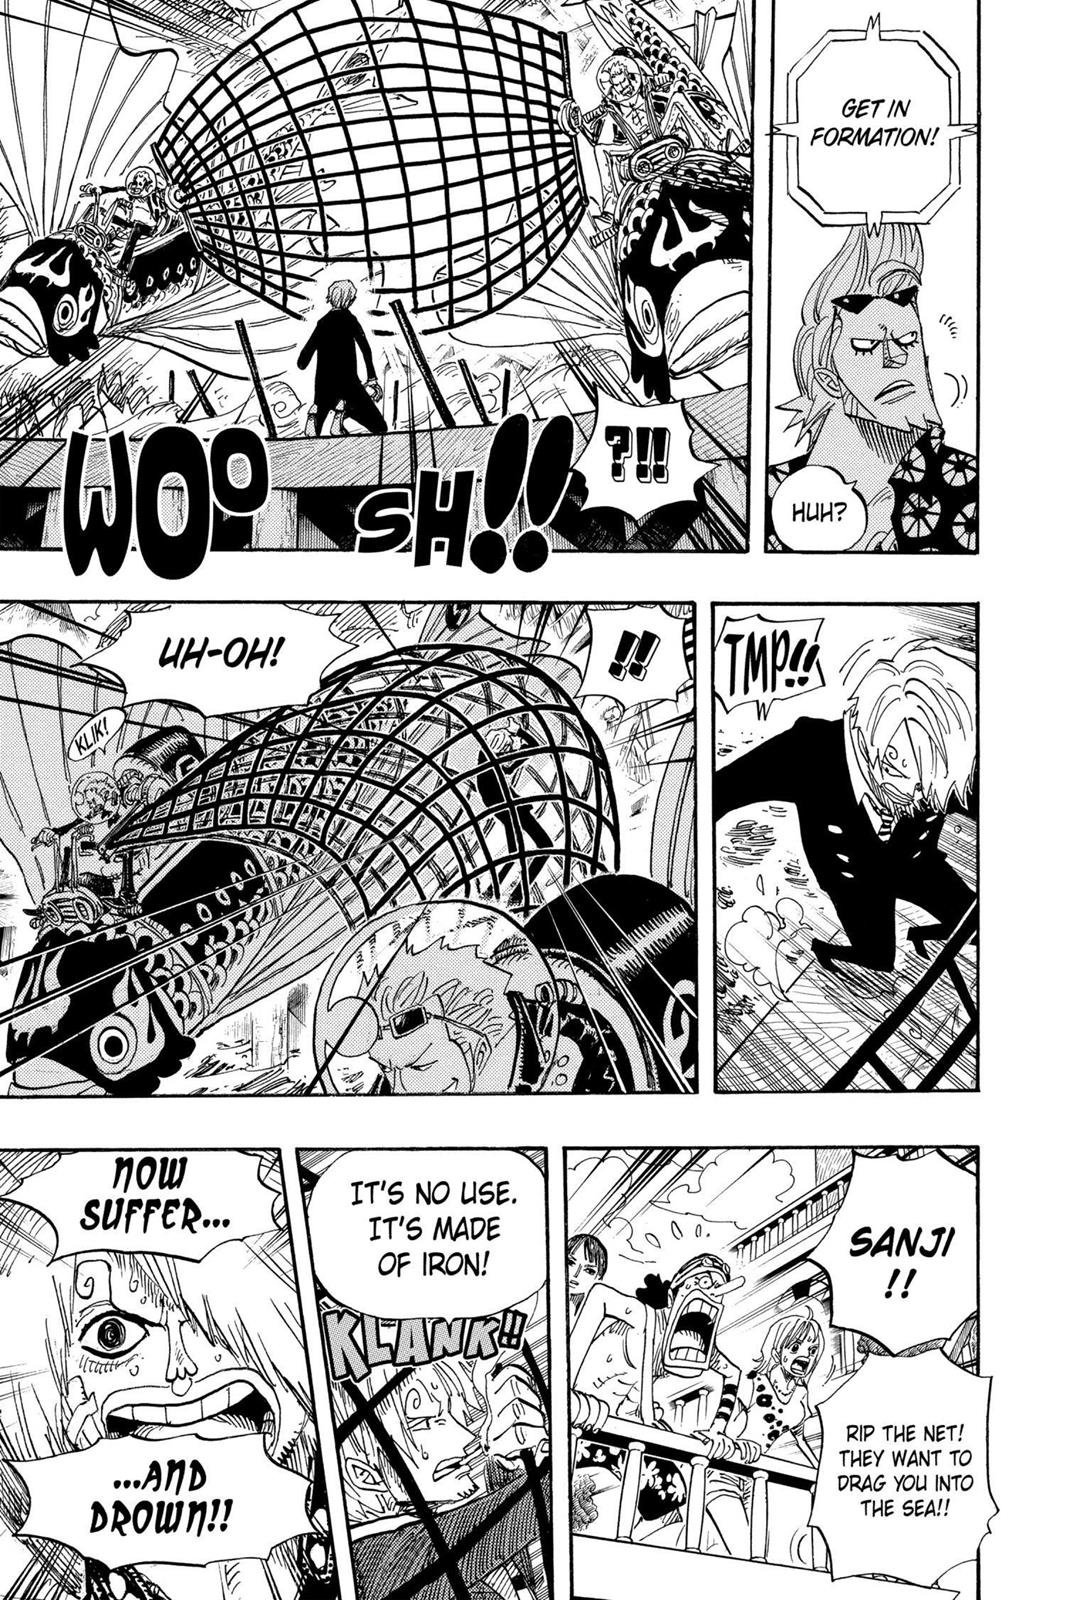 GET IN
FORMATION!
HUH?
?!!
WOOSH!!
TMP!!
!!
UH-OH!
KLIK!
SANJI
!!
RIP THE NET!
THEY WANT TO
DRAG YOU INTO
THE SEA!!
IT'S NO USE.
IT'S MADE
OF IRON!
KLANK!!
NOW
SUFFER...
...AND
DROWN!!